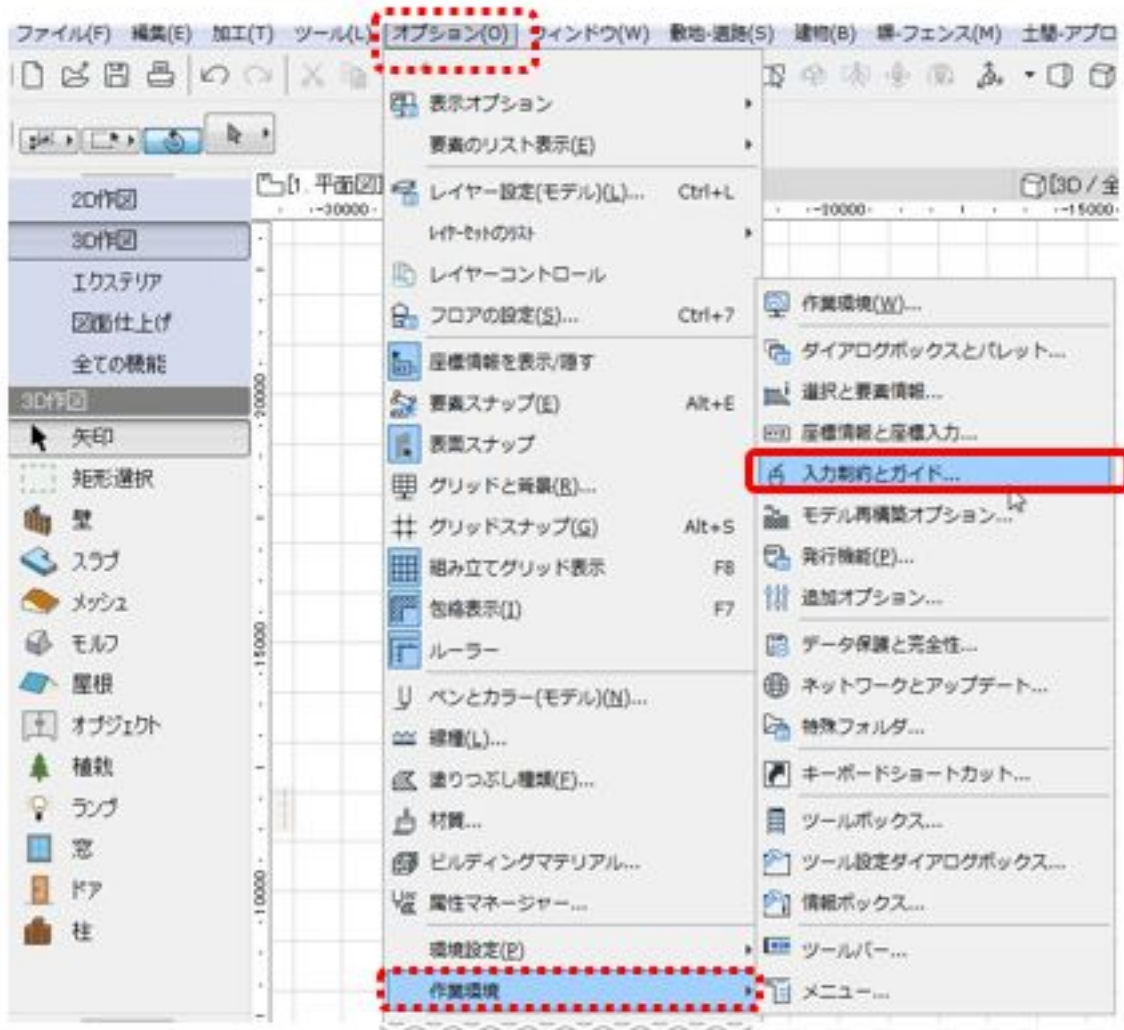 ファイル(F) 編集(E) 加工(T) ツール(L) オプション(O) ウィンドウ(W) 敷地-道路(S) 建物(B) 塀-フェンス(M) 土間-アプロ
[1. 平面図]
[3D / 全
-30000
-20000
-15000
2D作図
3D作図
エクステリア
図面仕上げ
全ての機能
3D作図
矢印
矩形選択
壁
スラブ
メッシュ
モルフ
屋根
オブジェクト
植栽
ランプ
窓
ドア
柱
20000
15000
10000
表示オプション
要素のリスト表示(E)
レイヤー設定(モデル)(L)... Ctrl+L
レイヤーセットのリスト
レイヤーコントロール
フロアの設定(S)... Ctrl+7
座標情報を表示/隠す
要素スナップ(E) Alt+E
表面スナップ
グリッドと背景(R)...
グリッドスナップ(G) Alt+S
組み立てグリッド表示 F8
包絡表示(I) F7
ルーラー
ペンとカラー(モデル)(N)...
線種(L)...
塗りつぶし種類(F)...
材質...
ビルディングマテリアル...
属性マネージャー...
環境設定(P)
作業環境
作業環境(W)...
ダイアログボックスとパレット...
選択と要素情報...
座標情報と座標入力...
入力制約とガイド...
モデル再構築オプション...
発行機能(P)...
追加オプション...
データ保護と完全性...
ネットワークとアップデート...
特殊フォルダ...
キーボードショートカット...
ツールボックス...
ツール設定ダイアログボックス...
情報ボックス...
ツールバー...
メニュー...